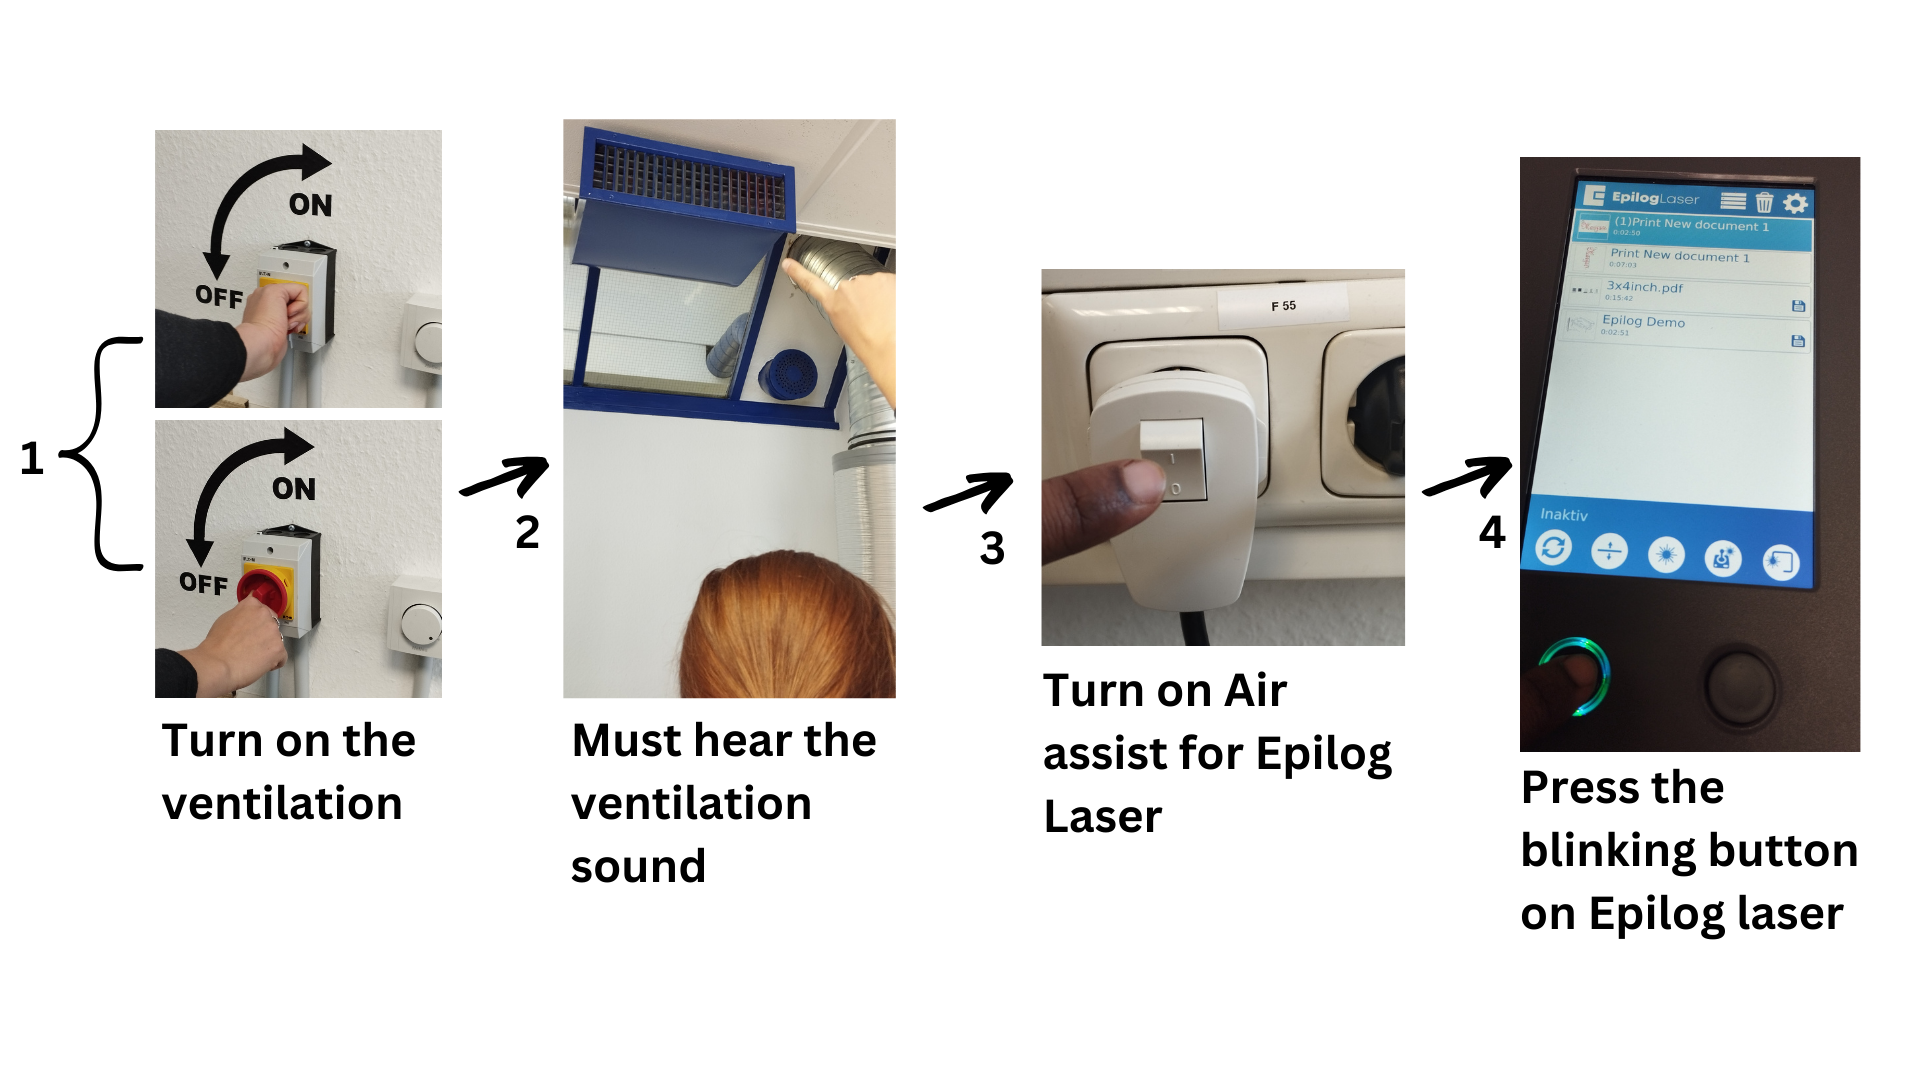 1
ON
OFF
ON
OFF
Turn on the
ventilation
2
Must hear the
ventilation
sound
3
F 55
I
O
Turn on Air
assist for Epilog
Laser
4
EpilogLaser
(1)Print New document 1
0:02:50
Print New document 1
0:07:03
3x4inch.pdf
0:15:42
Epilog Demo
0:02:51
Inaktiv
Press the
blinking button
on Epilog laser